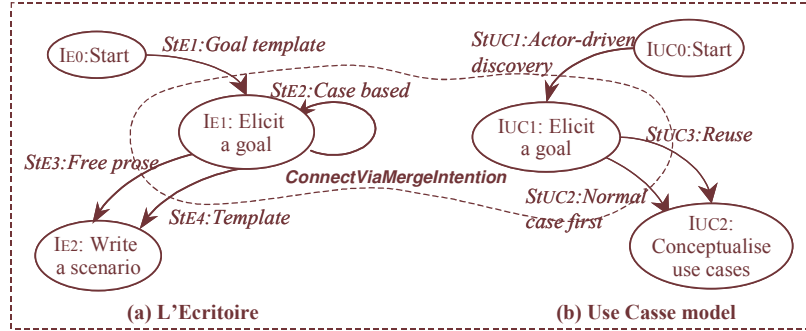 IE0:Start
StE1:Goal template
StE2:Case based
IE1: Elicit
a goal
StE3:Free prose
StE4:Template
IE2: Write
a scenario
ConnectViaMergeIntention
StUC1:Actor-driven
discovery
IUC0:Start
IUC1: Elicit
a goal
StUC3:Reuse
StUC2:Normal
case first
IUC2:
Conceptualise
use cases
(a) L'Ecritoire
(b) Use Casse model